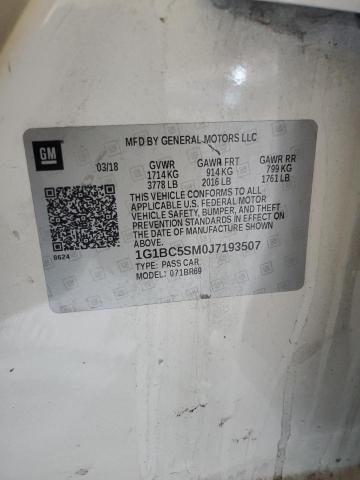 GM
MFD BY GENERAL MOTORS LLC
03/18 GVWR GAWR FRT GAWR RR
1714 KG 914 KG 799 KG
3778 LB 2016 LB 1761 LB
THIS VEHICLE CONFORMS TO ALL
APPLICABLE U.S. FEDERAL MOTOR
VEHICLE SAFETY, BUMPER, AND THEFT
PREVENTION STANDARDS IN EFFECT ON
THE DATE OF MANUFACTURE SHOWN ABOVE.
8624
1G1BC5SM0J7193507
TYPE: PASS CAR
MODEL: 071BR69